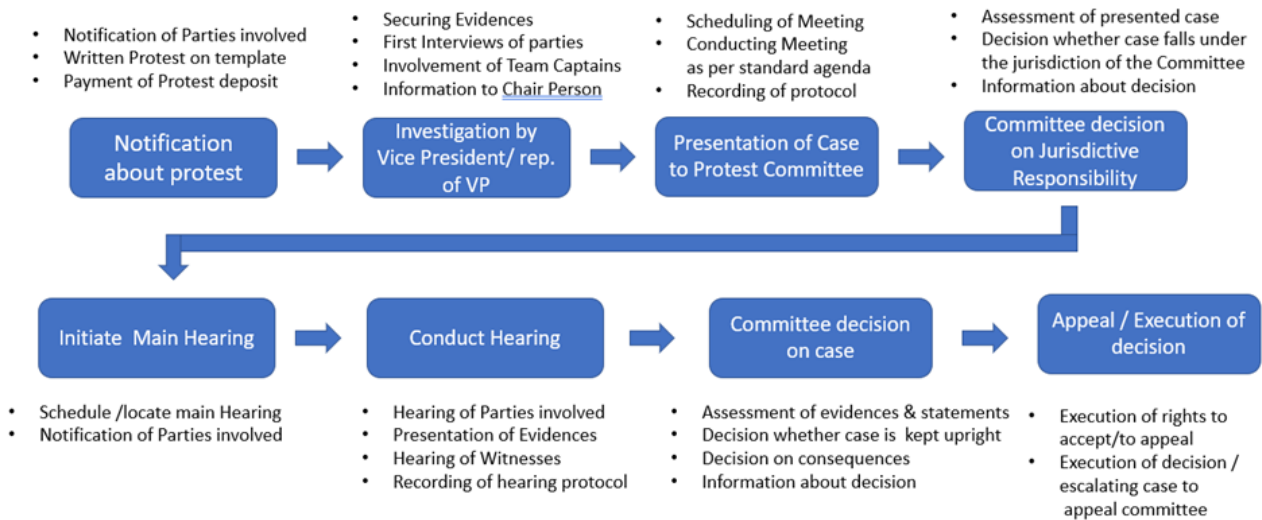 • Notification of Parties involved
• Written Protest on template
• Payment of Protest deposit
Notification
about protest
• Securing Evidences
• First Interviews of parties
• Involvement of Team Captains
• Information to Chair Person
Investigation by
Vice President/ rep.
of VP
• Scheduling of Meeting
• Conducting Meeting
as per standard agenda
• Recording of protocol
Presentation of Case
to Protest Committee
• Assessment of presented case
• Decision whether case falls under
the jurisdiction of the Committee
• Information about decision
Committee decision
on Jurisdictive
Responsibility
Initiate Main Hearing
• Schedule /locate main Hearing
• Notification of Parties involved
Conduct Hearing
• Hearing of Parties involved
• Presentation of Evidences
• Hearing of Witnesses
• Recording of hearing protocol
Committee decision
on case
• Assessment of evidences & statements
• Decision whether case is kept upright
• Decision on consequences
• Information about decision
Appeal / Execution of
decision
• Execution of rights to
accept/to appeal
• Execution of decision /
escalating case to
appeal committee